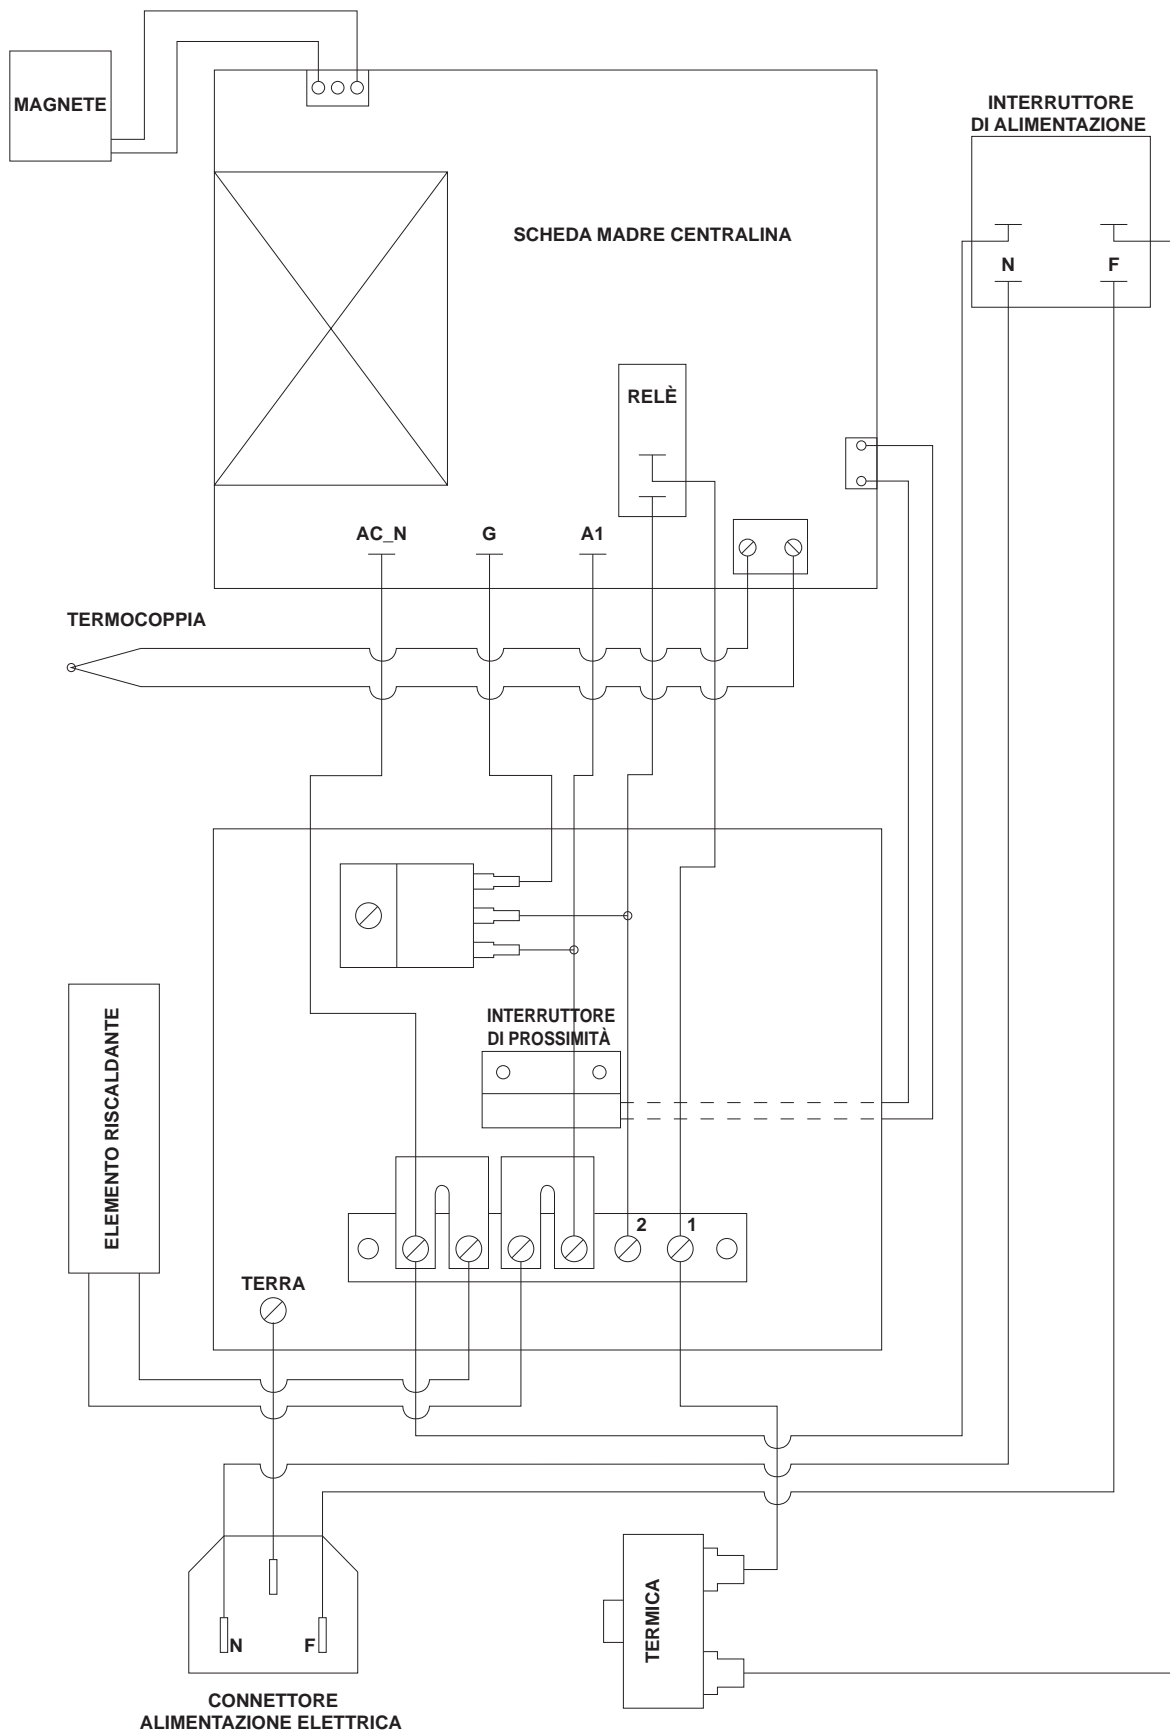 MAGNETE
INTERRUTTORE
DI ALIMENTAZIONE
SCHEDA MADRE CENTRALINA
N
F
RELÈ
AC_N
G
A1
TERMOCOPPIA
INTERRUTTORE
DI PROSSIMITÀ
ELEMENTO RISCALDANTE
2
1
TERRA
TERMICA
N
F
CONNETTORE
ALIMENTAZIONE ELETTRICA